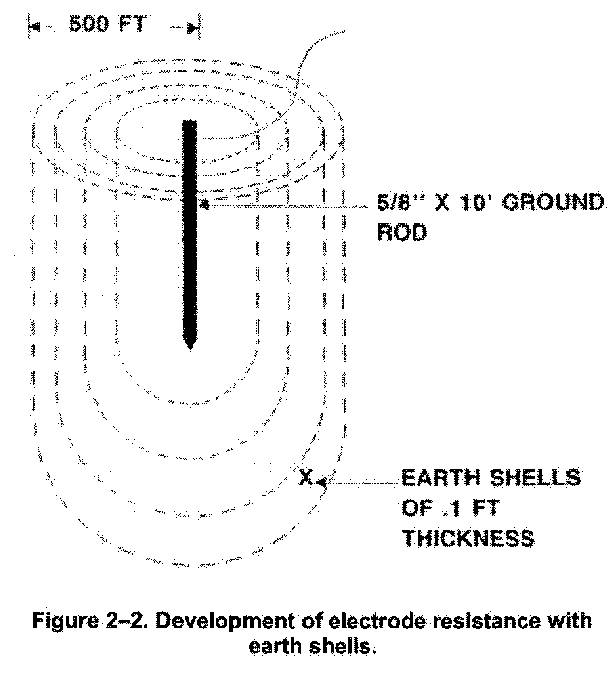 500 FT
5/8" X 10' GROUND
ROD
X
EARTH SHELLS
OF .1 FT
THICKNESS
Figure 2–2. Development of electrode resistance with
earth shells.